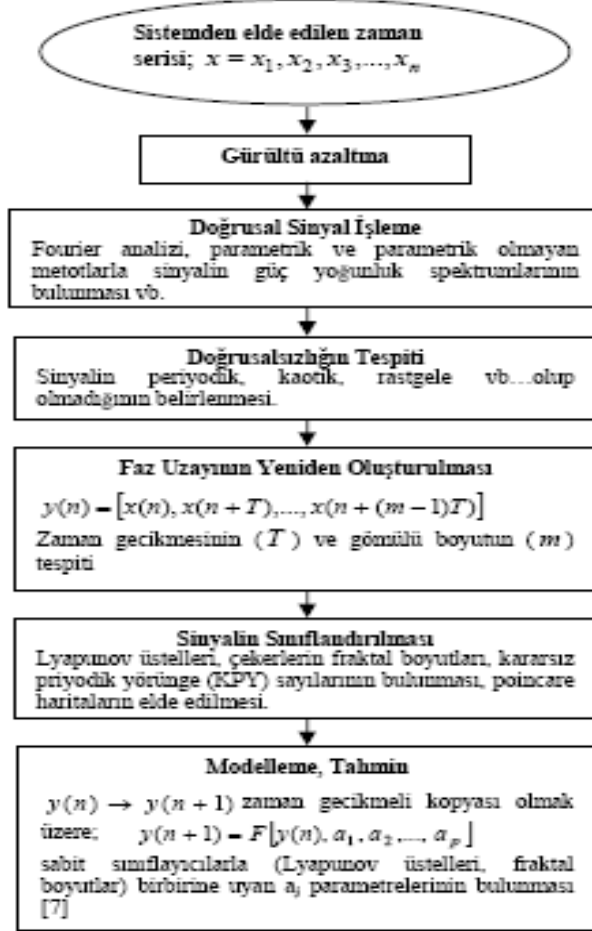 Sistemden elde edilen zaman
serisi; x = x₁, x₂, x₃,..., xₙ
Gürültü azaltma
Doğrusal Sinyal İşleme
Fourier analizi, parametrik ve parametrik olmayan
metotlarla sinyalin güç yoğunluk spektrumlarının
bulunması vb.
Doğrusalsızlığın Tespiti
Sinyalin periyodik, kaotik, rastgele vb...olup
olmadığının belirlenmesi.
Faz Uzayının Yeniden Oluşturulması
y(n) = [x(n), x(n + T),..., x(n + (m − 1)T)]
Zaman gecikmesinin (T) ve gömülü boyutun (m)
tespiti
Sinyalin Sınıflandırılması
Lyapunov üstelleri, çekerlerin fraktal boyutları, kararsız
priyodik yörünge (KPY) sayılarının bulunması, poincare
haritaların elde edilmesi.
Modelleme, Tahmin
y(n) → y(n + 1) zaman gecikmeli kopyası olmak
üzere; y(n + 1) = F[y(n), a₁, a₂,..., aₚ]
sabit sınıflayıcılarla (Lyapunov üstelleri, fraktal
boyutlar) birbirine uyan aⱼ parametrelerinin bulunması
[7]